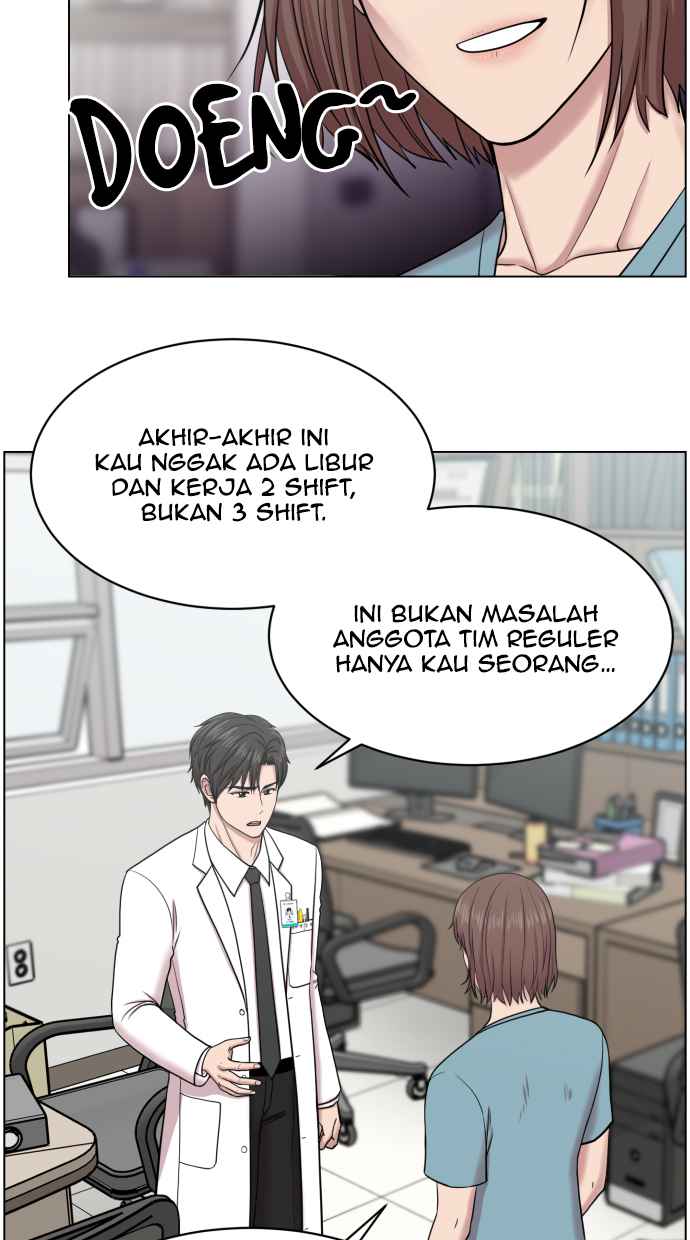 DOENG~
AKHIR-AKHIR INI
KAU NGGAK ADA LIBUR
DAN KERJA 2 SHIFT,
BUKAN 3 SHIFT.
INI BUKAN MASALAH
ANGGOTA TIM REGULER
HANYA KAU SEORANG...